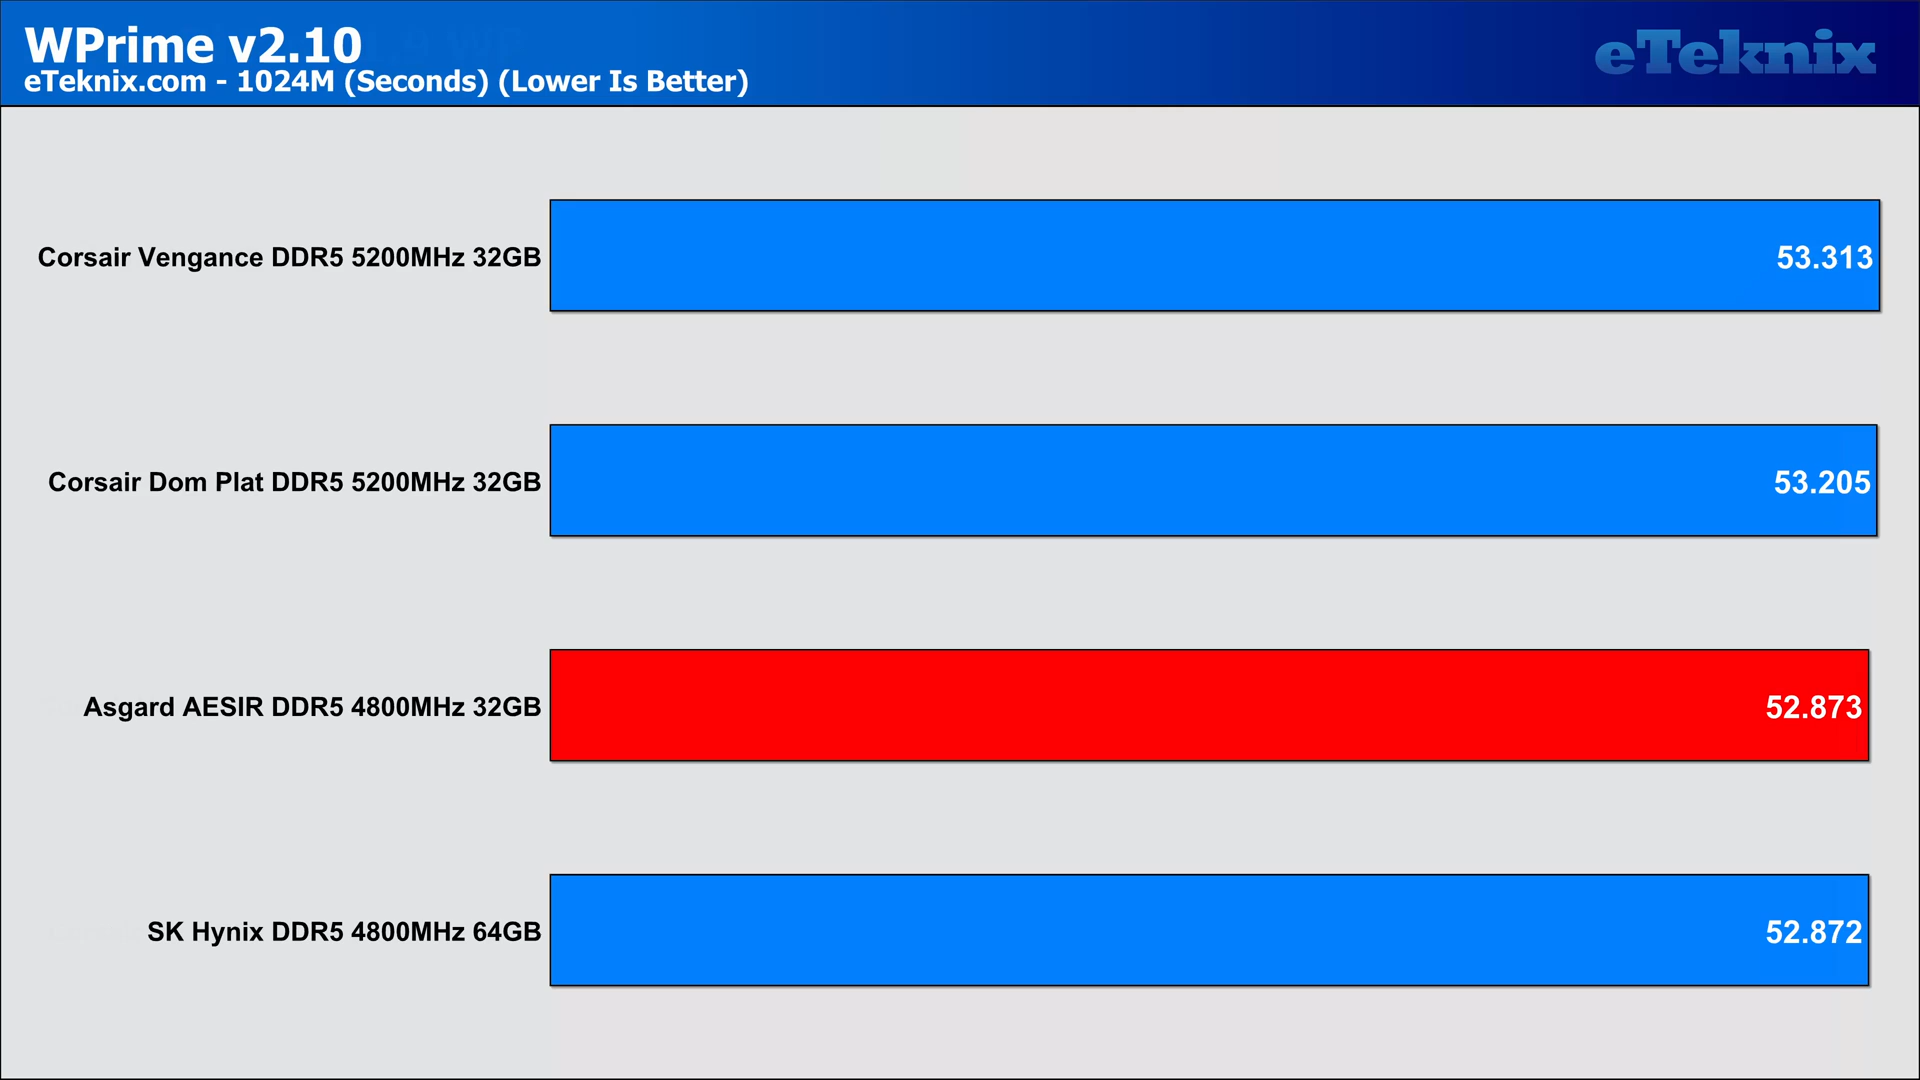 WPrime v2.10
eTeknix.com - 1024M (Seconds) (Lower Is Better)
eTeknix
Corsair Vengance DDR5 5200MHz 32GB 53.313
Corsair Dom Plat DDR5 5200MHz 32GB 53.205
Asgard AESIR DDR5 4800MHz 32GB 52.873
SK Hynix DDR5 4800MHz 64GB 52.872